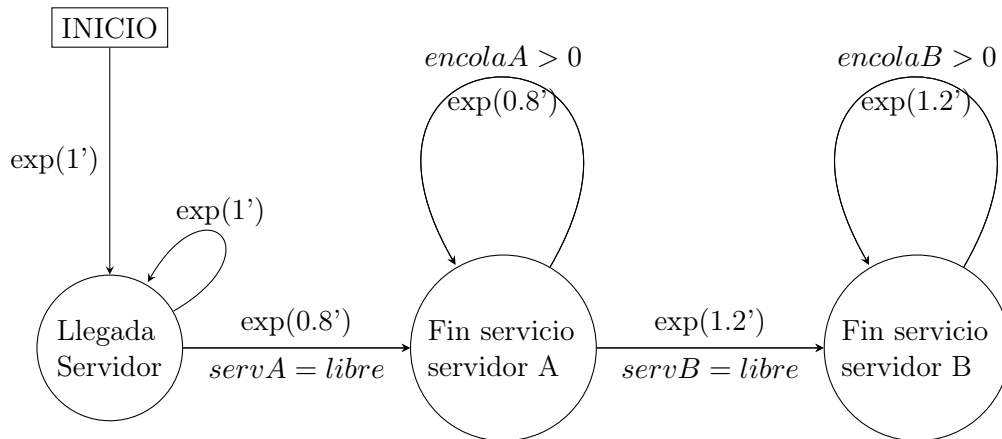 INICIO
exp(1')
exp(1')
Llegada
Servidor
exp(0.8')
servA = libre
encolaA > 0
exp(0.8')
Fin servicio
servidor A
exp(1.2')
servB = libre
encolaB > 0
exp(1.2')
Fin servicio
servidor B